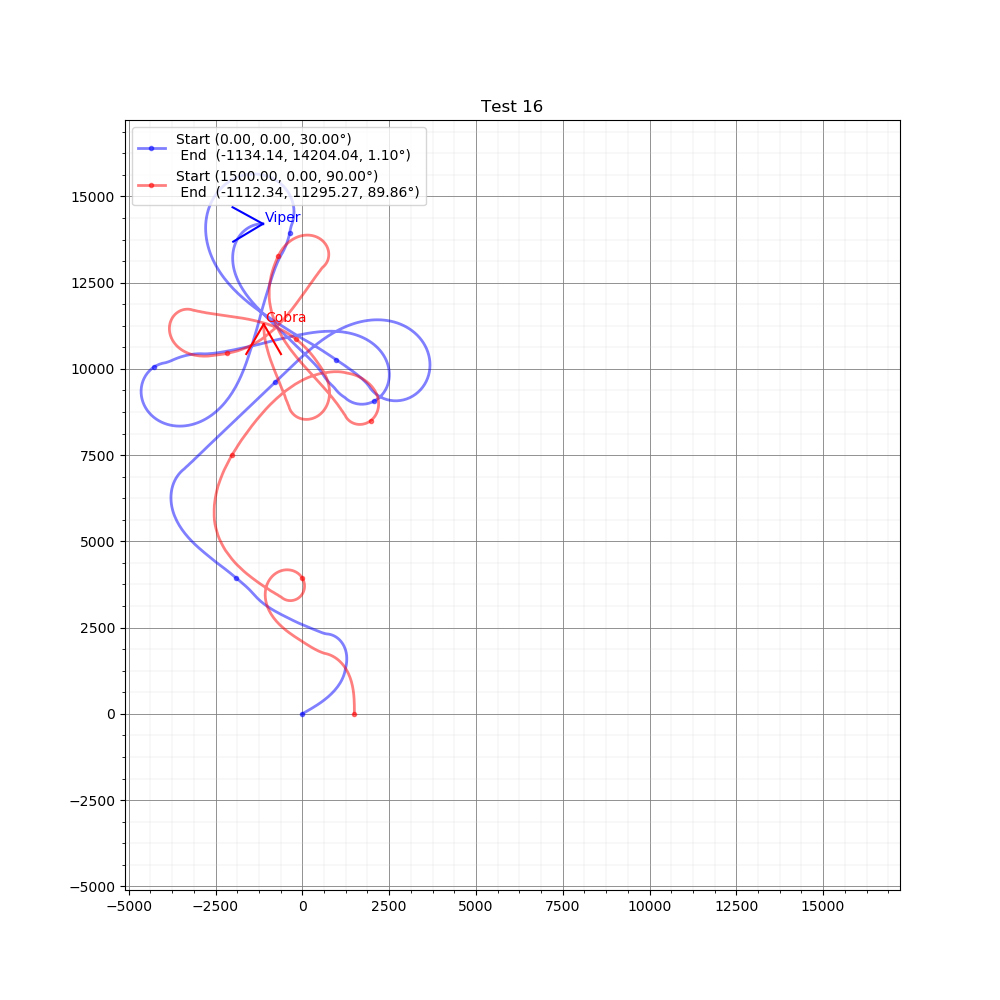 Test 16
Start (0.00, 0.00, 30.00°)
End (-1134.14, 14204.04, 1.10°)
Start (1500.00, 0.00, 90.00°)
End (-1112.34, 11295.27, 89.86°)
Viper
Cobra
15000
12500
10000
7500
5000
2500
0
−2500
−5000
−5000 −2500 0 2500 5000 7500 10000 12500 15000